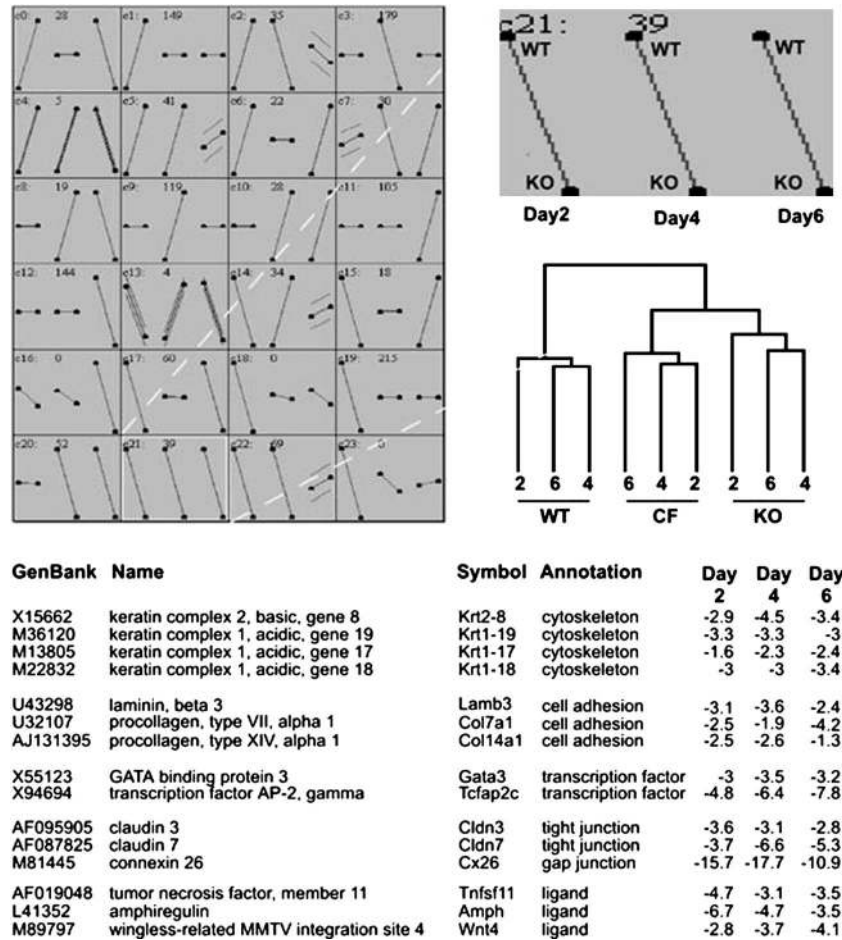 c0: 28
c1: 149
c2: 35
c3: 179
c4: 5
c5: 41
c6: 22
c7: 30
c8: 19
c9: 119
c10: 28
c11: 105
c12: 144
c13: 4
c14: 34
c15: 18
c16: 0
c17: 60
c18: 0
c19: 215
c20: 52
c21: 39
c22: 69
c23: 0
c21: 39
WT WT WT
KO KO KO
Day2 Day4 Day6
2 6 4 6 4 2 2 6 4
WT CF KO
GenBank Name Symbol Annotation Day 2 Day 4 Day 6
X15662 keratin complex 2, basic, gene 8 Krt2-8 cytoskeleton -2.9 -4.5 -3.4
M36120 keratin complex 1, acidic, gene 19 Krt1-19 cytoskeleton -3.3 -3.3 -3
M13805 keratin complex 1, acidic, gene 17 Krt1-17 cytoskeleton -1.6 -2.3 -2.4
M22832 keratin complex 1, acidic, gene 18 Krt1-18 cytoskeleton -3 -3 -3.4
U43298 laminin, beta 3 Lamb3 cell adhesion -3.1 -3.6 -2.4
U32107 procollagen, type VII, alpha 1 Col7a1 cell adhesion -2.5 -1.9 -4.2
AJ131395 procollagen, type XIV, alpha 1 Col14a1 cell adhesion -2.5 -2.6 -1.3
X55123 GATA binding protein 3 Gata3 transcription factor -3 -3.5 -3.2
X94694 transcription factor AP-2, gamma Tcfap2c transcription factor -4.8 -6.4 -7.8
AF095905 claudin 3 Cldn3 tight junction -3.6 -3.1 -2.8
AF087825 claudin 7 Cldn7 tight junction -3.7 -6.6 -5.3
M81445 connexin 26 Cx26 gap junction -15.7 -17.7 -10.9
AF019048 tumor necrosis factor, member 11 Tnfsf11 ligand -4.7 -3.1 -3.5
L41352 amphiregulin Amph ligand -6.7 -4.7 -3.5
M89797 wingless-related MMTV integration site 4 Wnt4 ligand -2.8 -3.7 -4.1